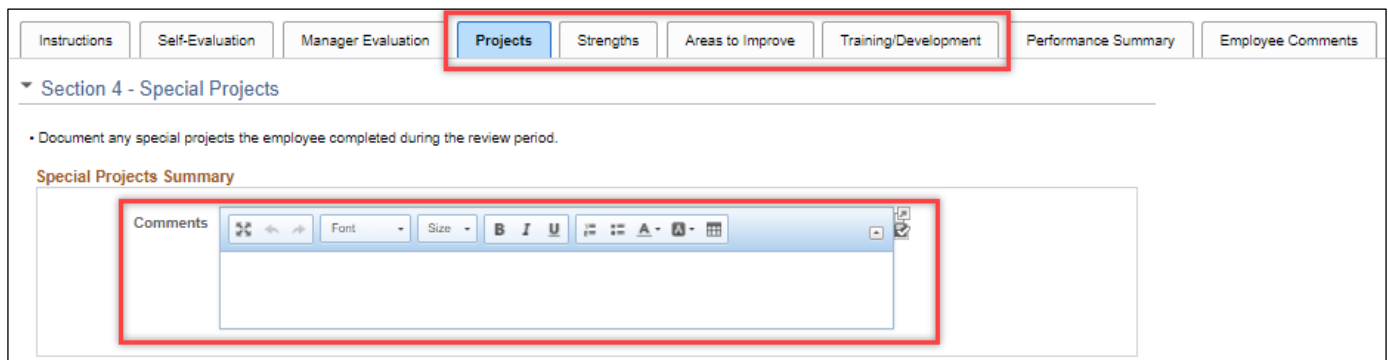 Instructions Self-Evaluation Manager Evaluation Projects Strengths Areas to Improve Training/Development Performance Summary Employee Comments
Section 4 - Special Projects
• Document any special projects the employee completed during the review period.
Special Projects Summary
Comments Font Size B I U A A